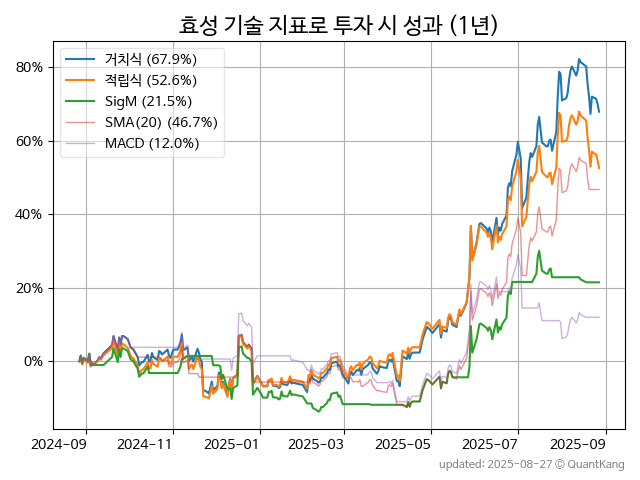 효성 기술 지표로 투자 시 성과 (1년)
거치식 (67.9%)
적립식 (52.6%)
SigM (21.5%)
SMA(20) (46.7%)
MACD (12.0%)
80%
60%
40%
20%
0%
2024-09 2024-11 2025-01 2025-03 2025-05 2025-07 2025-09
updated: 2025-08-27 @ QuantKang